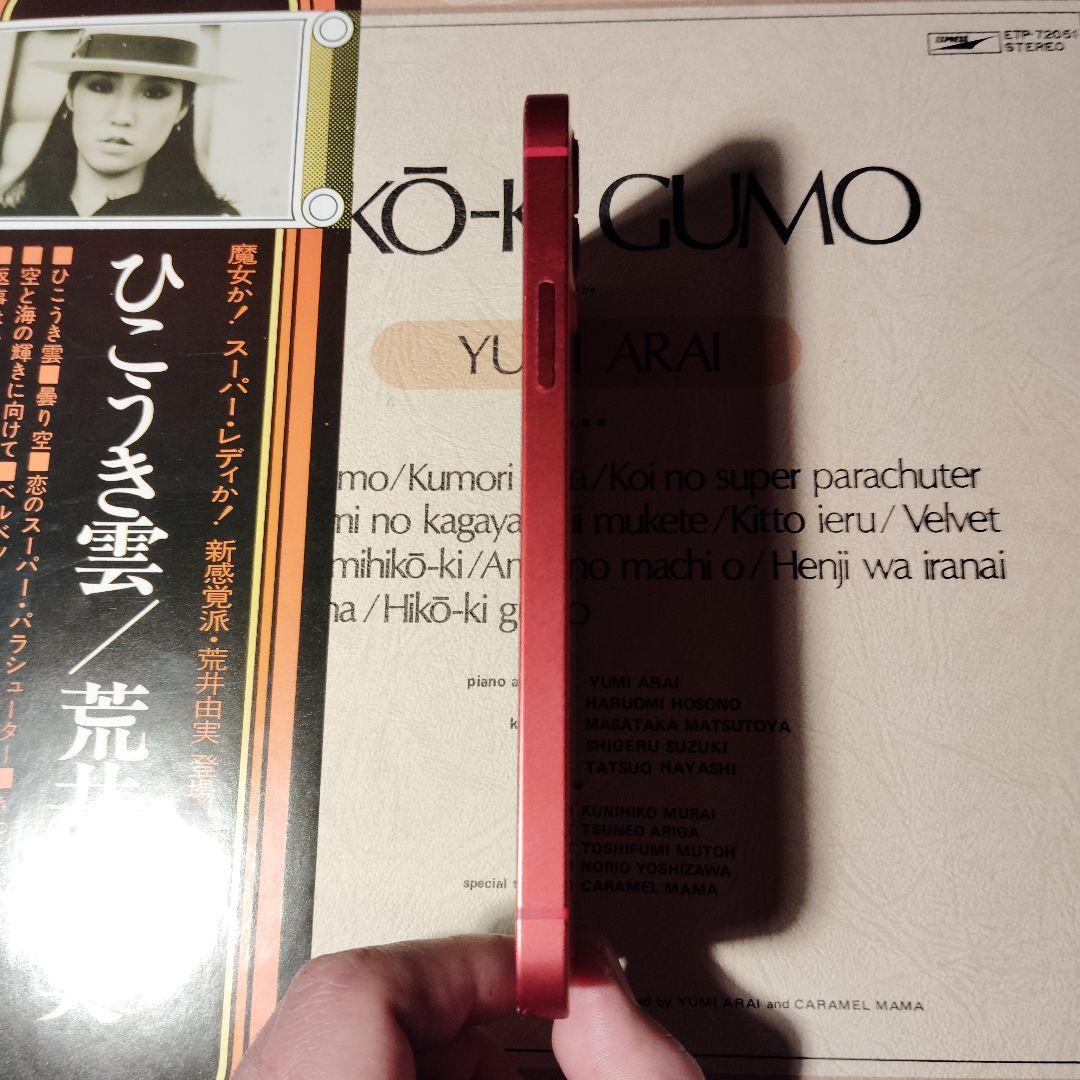 EXPRESS
ETP-72051
STEREO
KŌ-KI GUMO
by
YUMI ARAI
mo/Kumori a/Koi no super parachuter
mi no kagaya ii mukete/Kitto ieru/Velvet
mihikō-ki/Am no machi o/Henji wa iranai
na/Hikō-ki g o
piano a YUMI ARAI
HARUOMI HOSONO
k MASATAKA MATSUTOYA
SHIGERU SUZUKI
TATSUO HAYASHI
KUNIHIKO MURAI
TSUNEO ARIGA
TOSHIFUMI MUTOH
NORIO YOSHIZAWA
special t CARAMEL MAMA
ed by YUMI ARAI and CARAMEL MAMA
魔女か!スーパー・レディか!新感覚派・荒井由実 登場
ひこうき雲/荒井
■ひこうき雲■曇り空■恋のスーパー・パラシューター■
■空と海の輝きに向けて■